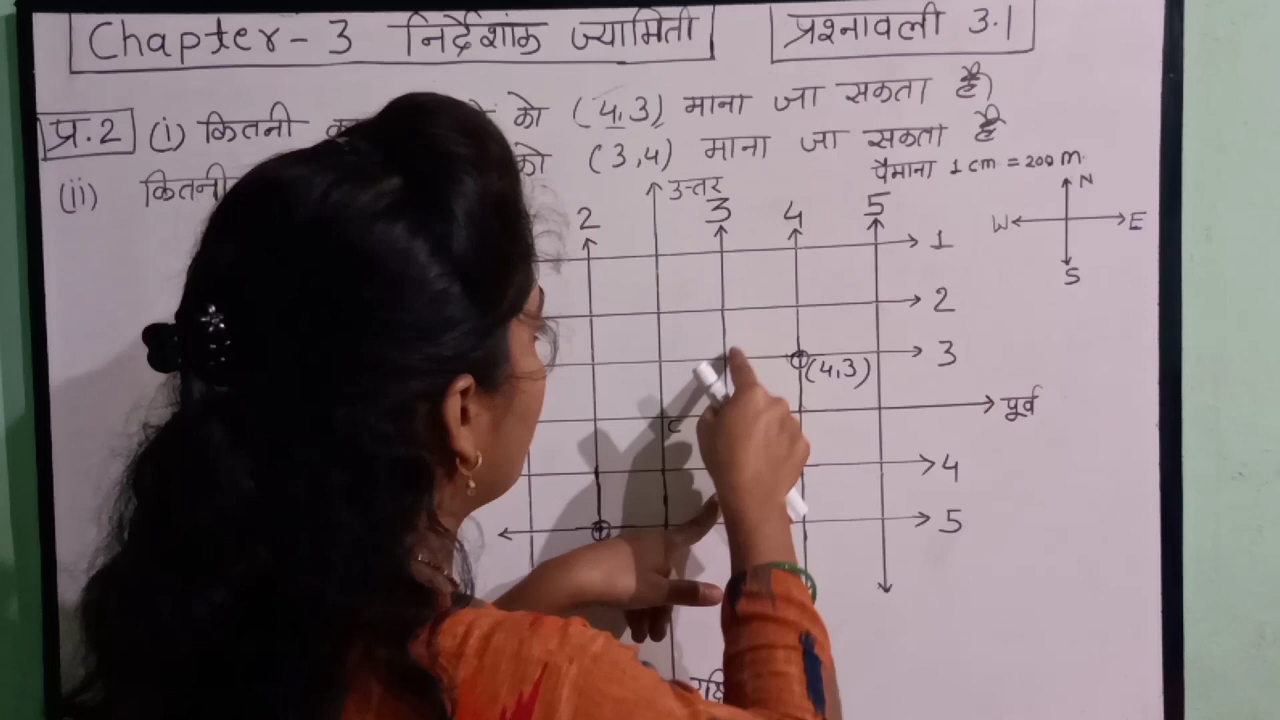 Chapter-3 निर्देशांक ज्यामिती प्रश्नावली 3.1
प्र.2 (i) कितनी को (4,3) माना जा सकता है
(ii) कितनी को (3,4) माना जा सकता है
पैमाना 1 cm = 200 m.
N
W E
S
उत्तर
2 3 4 5
1
2
3
(4,3)
पूर्व
C
4
5